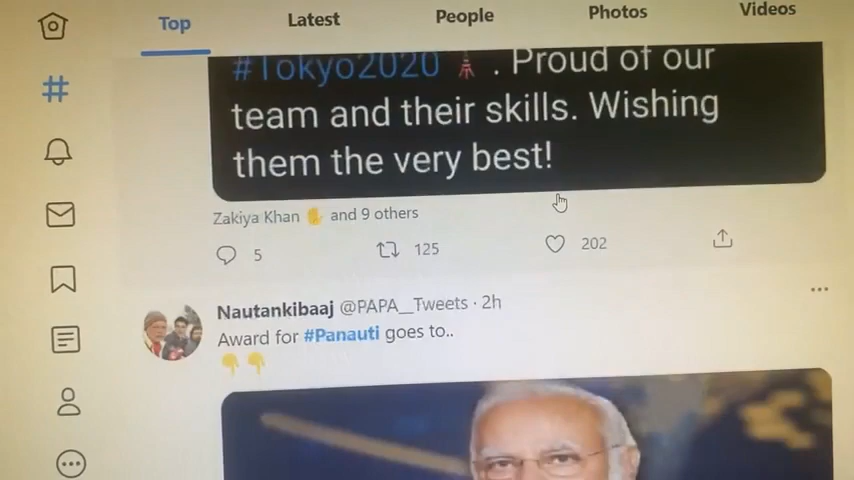 Top Latest People Photos Videos
#Tokyo2020 🗼 . Proud of our
team and their skills. Wishing
them the very best!
Zakiya Khan ✋ and 9 others
5 125 202
Nautankibaaj @PAPA__Tweets · 2h
Award for #Panauti goes to..
👇👇